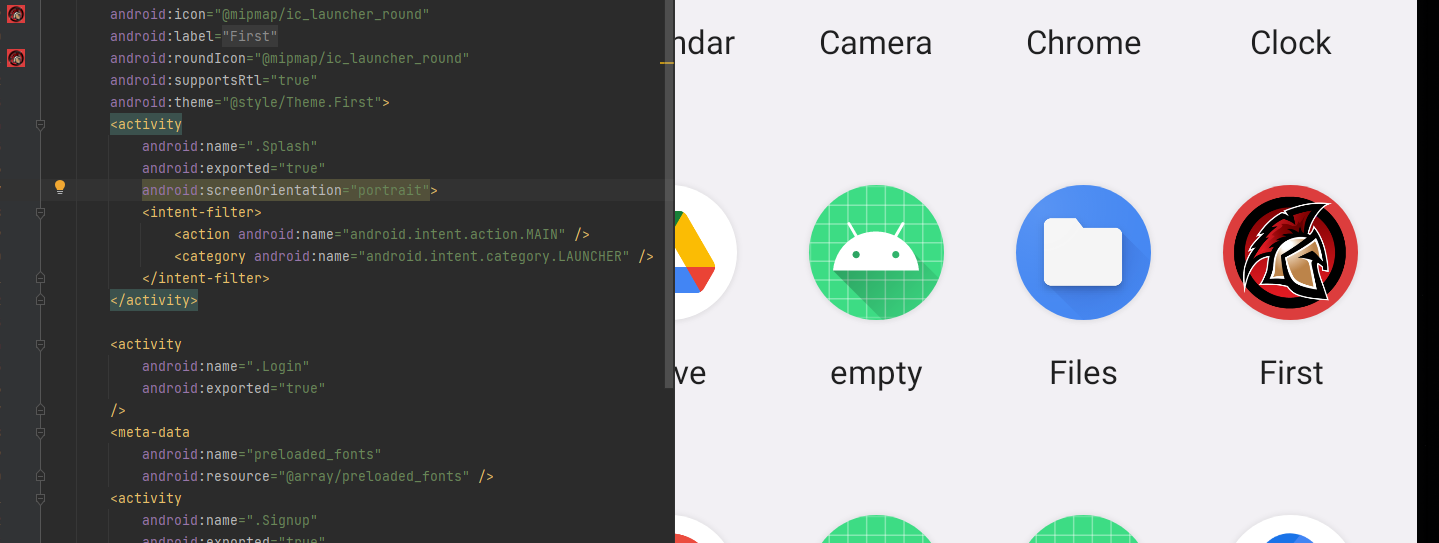 android:icon="@mipmap/ic_launcher_round"
android:label="First"
android:roundIcon="@mipmap/ic_launcher_round"
android:supportsRtl="true"
android:theme="@style/Theme.First">
<activity
android:name=".Splash"
android:exported="true"
android:screenOrientation="portrait">
<intent-filter>
<action android:name="android.intent.action.MAIN" />
<category android:name="android.intent.category.LAUNCHER" />
</intent-filter>
</activity>
<activity
android:name=".Login"
android:exported="true"
/>
<meta-data
android:name="preloaded_fonts"
android:resource="@array/preloaded_fonts" />
<activity
android:name=".Signup"
android:exported="true"
ndar Camera Chrome Clock
ve empty Files First